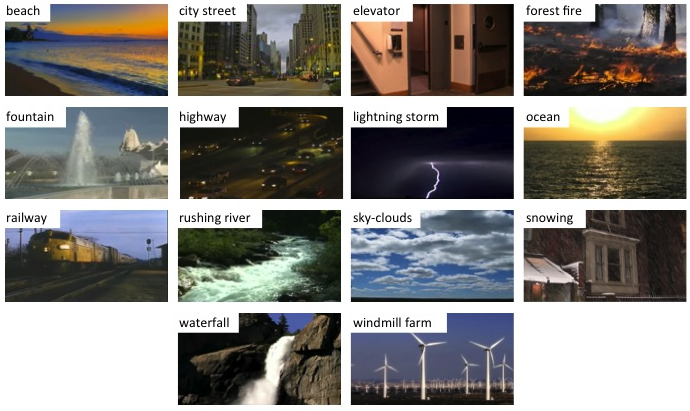 beach
city street
elevator
forest fire
fountain
highway
lightning storm
ocean
railway
rushing river
sky-clouds
snowing
waterfall
windmill farm